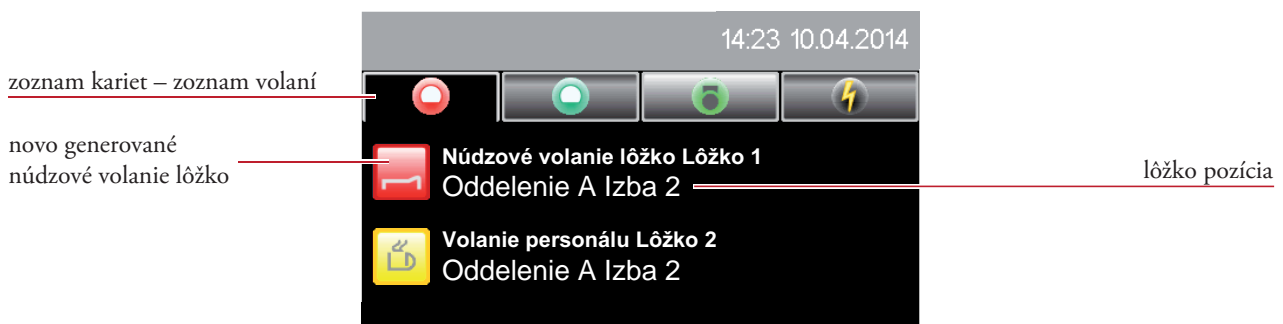 14:23 10.04.2014
zoznam kariet – zoznam volaní
novo generované
núdzové volanie lôžko
Núdzové volanie lôžko Lôžko 1
Oddelenie A Izba 2
lôžko pozícia
Volanie personálu Lôžko 2
Oddelenie A Izba 2